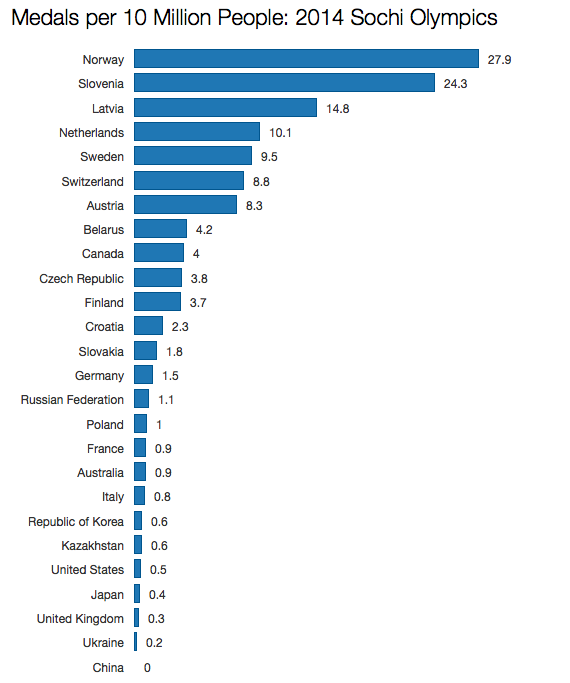 Medals per 10 Million People: 2014 Sochi Olympics
Norway 27.9
Slovenia 24.3
Latvia 14.8
Netherlands 10.1
Sweden 9.5
Switzerland 8.8
Austria 8.3
Belarus 4.2
Canada 4
Czech Republic 3.8
Finland 3.7
Croatia 2.3
Slovakia 1.8
Germany 1.5
Russian Federation 1.1
Poland 1
France 0.9
Australia 0.9
Italy 0.8
Republic of Korea 0.6
Kazakhstan 0.6
United States 0.5
Japan 0.4
United Kingdom 0.3
Ukraine 0.2
China 0